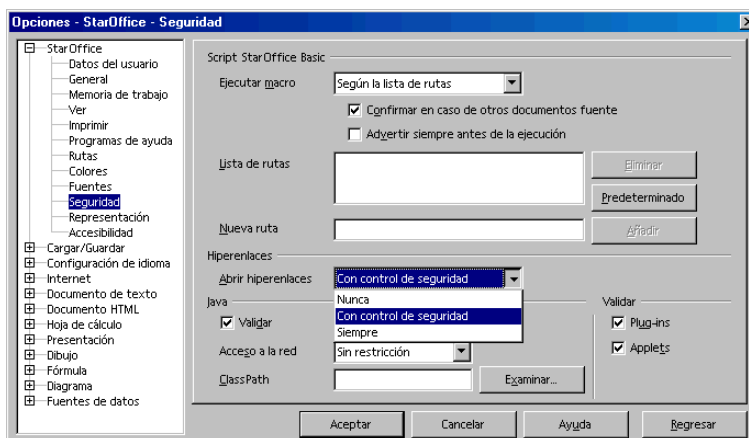 Opciones - StarOffice - Seguridad
StarOffice
Datos del usuario
General
Memoria de trabajo
Ver
Imprimir
Programas de ayuda
Rutas
Colores
Fuentes
Seguridad
Representación
Accesibilidad
Cargar/Guardar
Configuración de idioma
Internet
Documento de texto
Documento HTML
Hoja de cálculo
Presentación
Dibujo
Fórmula
Diagrama
Fuentes de datos
Script StarOffice Basic
Ejecutar macro
Según la lista de rutas
Confirmar en caso de otros documentos fuente
Advertir siempre antes de la ejecución
Lista de rutas
Eliminar
Predeterminado
Nueva ruta
Añadir
Hiperenlaces
Abrir hiperenlaces
Con control de seguridad
Nunca
Con control de seguridad
Siempre
Java
Validar
Acceso a la red
Sin restricción
ClassPath
Examinar...
Validar
Plug-ins
Applets
Aceptar
Cancelar
Ayuda
Regresar